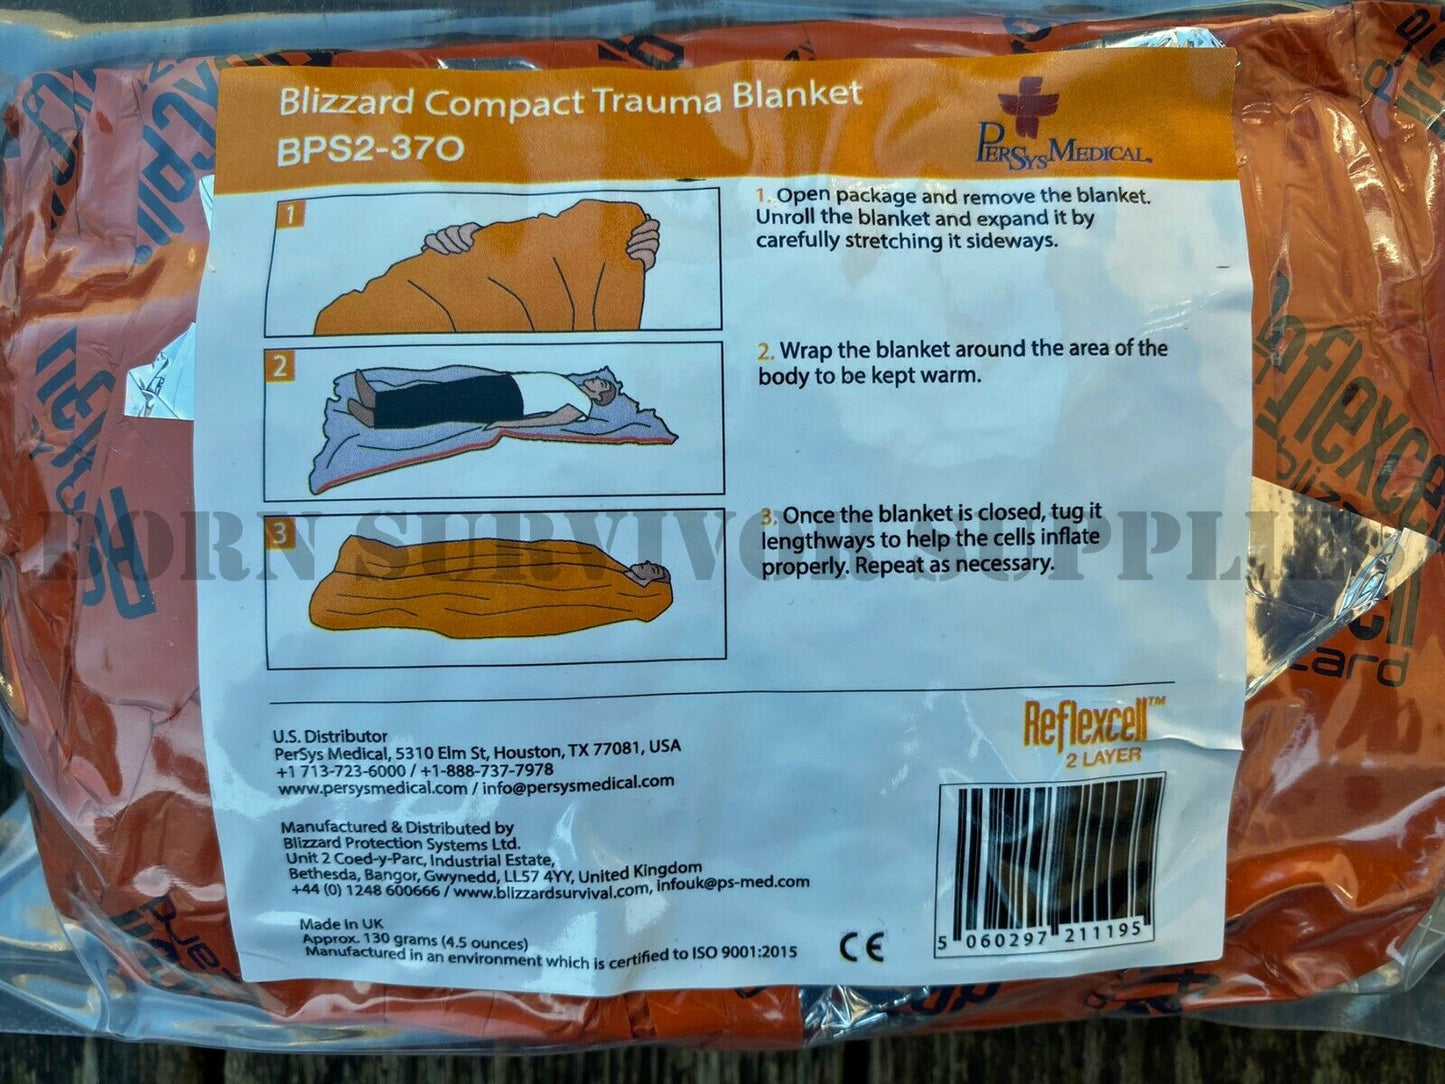 Blizzard Compact Trauma Blanket
BPS2-37O
PerSysMedical.
1
1. Open package and remove the blanket.
Unroll the blanket and expand it by
carefully stretching it sideways.
2
2. Wrap the blanket around the area of the
body to be kept warm.
3
3. Once the blanket is closed, tug it
lengthways to help the cells inflate
properly. Repeat as necessary.
BORN SURVIVOR SUPPLIES
Reflexcell
Reflexcell™
2 LAYER
U.S. Distributor
PerSys Medical, 5310 Elm St, Houston, TX 77081, USA
+1 713-723-6000 / +1-888-737-7978
www.persysmedical.com / info@persysmedical.com
Manufactured & Distributed by
Blizzard Protection Systems Ltd.
Unit 2 Coed-y-Parc, Industrial Estate,
Bethesda, Bangor, Gwynedd, LL57 4YY, United Kingdom
+44 (0) 1248 600666 / www.blizzardsurvival.com, infouk@ps-med.com
Made in UK
Approx. 130 grams (4.5 ounces)
Manufactured in an environment which is certified to ISO 9001:2015
CE
5 060297 211195